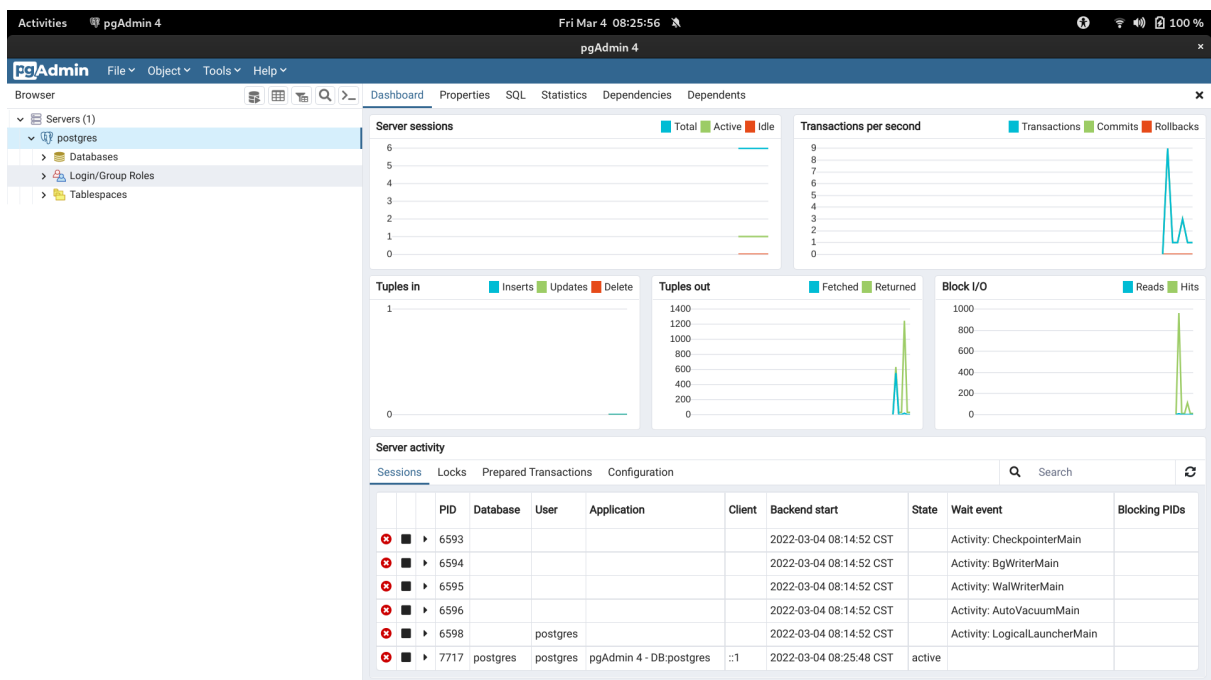 Activities pgAdmin 4 Fri Mar 4 08:25:56 100 %
pgAdmin 4 ×
pgAdmin File Object Tools Help
Browser Dashboard Properties SQL Statistics Dependencies Dependents
Servers (1)
postgres
Databases
Login/Group Roles
Tablespaces
Server sessions Total Active Idle
6
5
4
3
2
1
0
Transactions per second Transactions Commits Rollbacks
9
8
7
6
5
4
3
2
1
0
Tuples in Inserts Updates Delete
1
0
Tuples out Fetched Returned
1400
1200
1000
800
600
400
200
0
Block I/O Reads Hits
1000
800
600
400
200
0
Server activity
Sessions Locks Prepared Transactions Configuration Search
PID Database User Application Client Backend start State Wait event Blocking PIDs
6593 2022-03-04 08:14:52 CST Activity: CheckpointerMain
6594 2022-03-04 08:14:52 CST Activity: BgWriterMain
6595 2022-03-04 08:14:52 CST Activity: WalWriterMain
6596 2022-03-04 08:14:52 CST Activity: AutoVacuumMain
6598 postgres 2022-03-04 08:14:52 CST Activity: LogicalLauncherMain
7717 postgres postgres pgAdmin 4 - DB:postgres ::1 2022-03-04 08:25:48 CST active